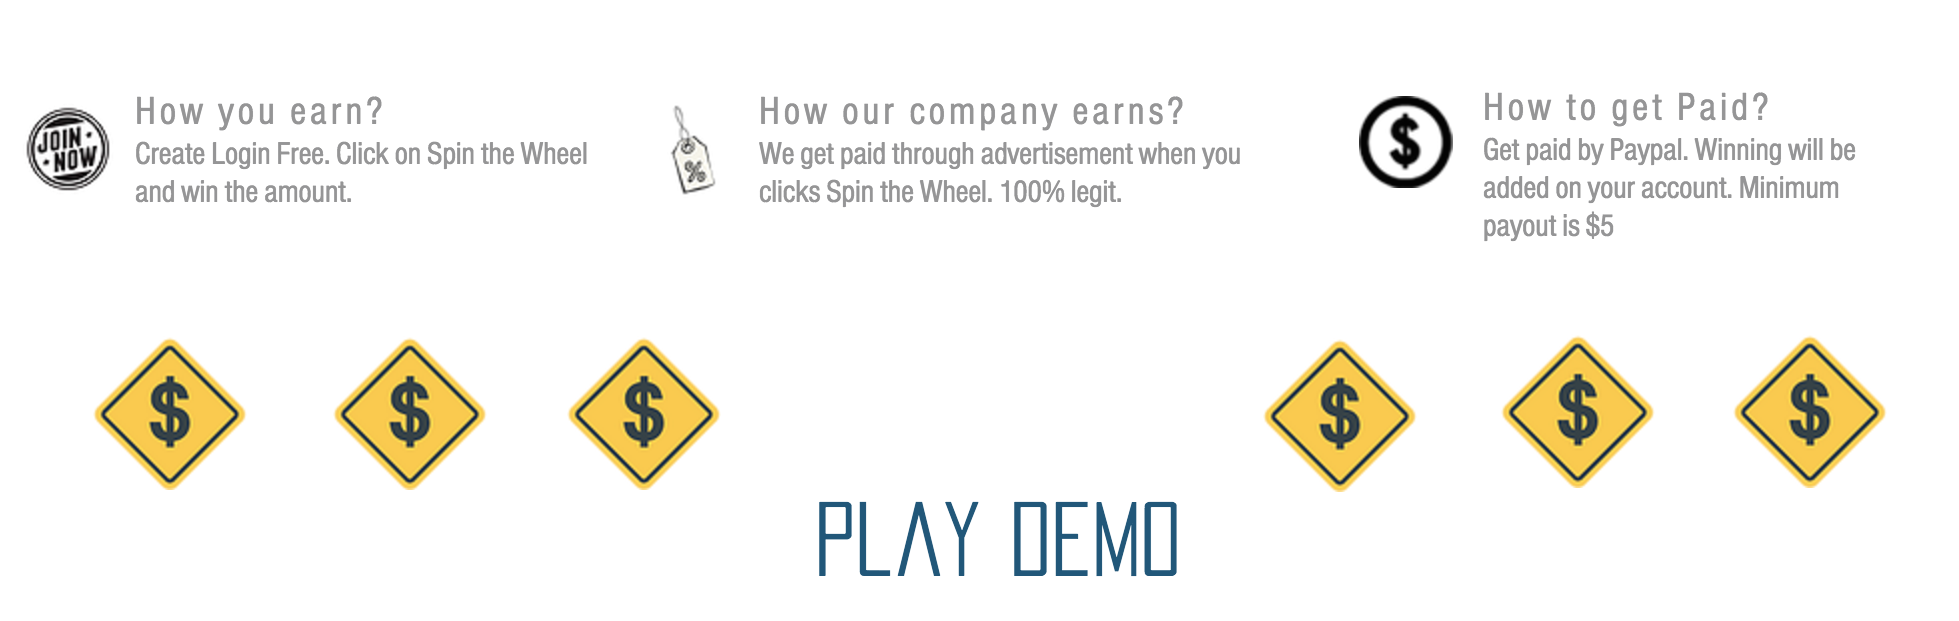 JOIN
NOW
How you earn?
Create Login Free. Click on Spin the Wheel
and win the amount.
%
How our company earns?
We get paid through advertisement when you
clicks Spin the Wheel. 100% legit.
$
How to get Paid?
Get paid by Paypal. Winning will be
added on your account. Minimum
payout is $5
$ $ $ $ $ $
PLAY DEMO